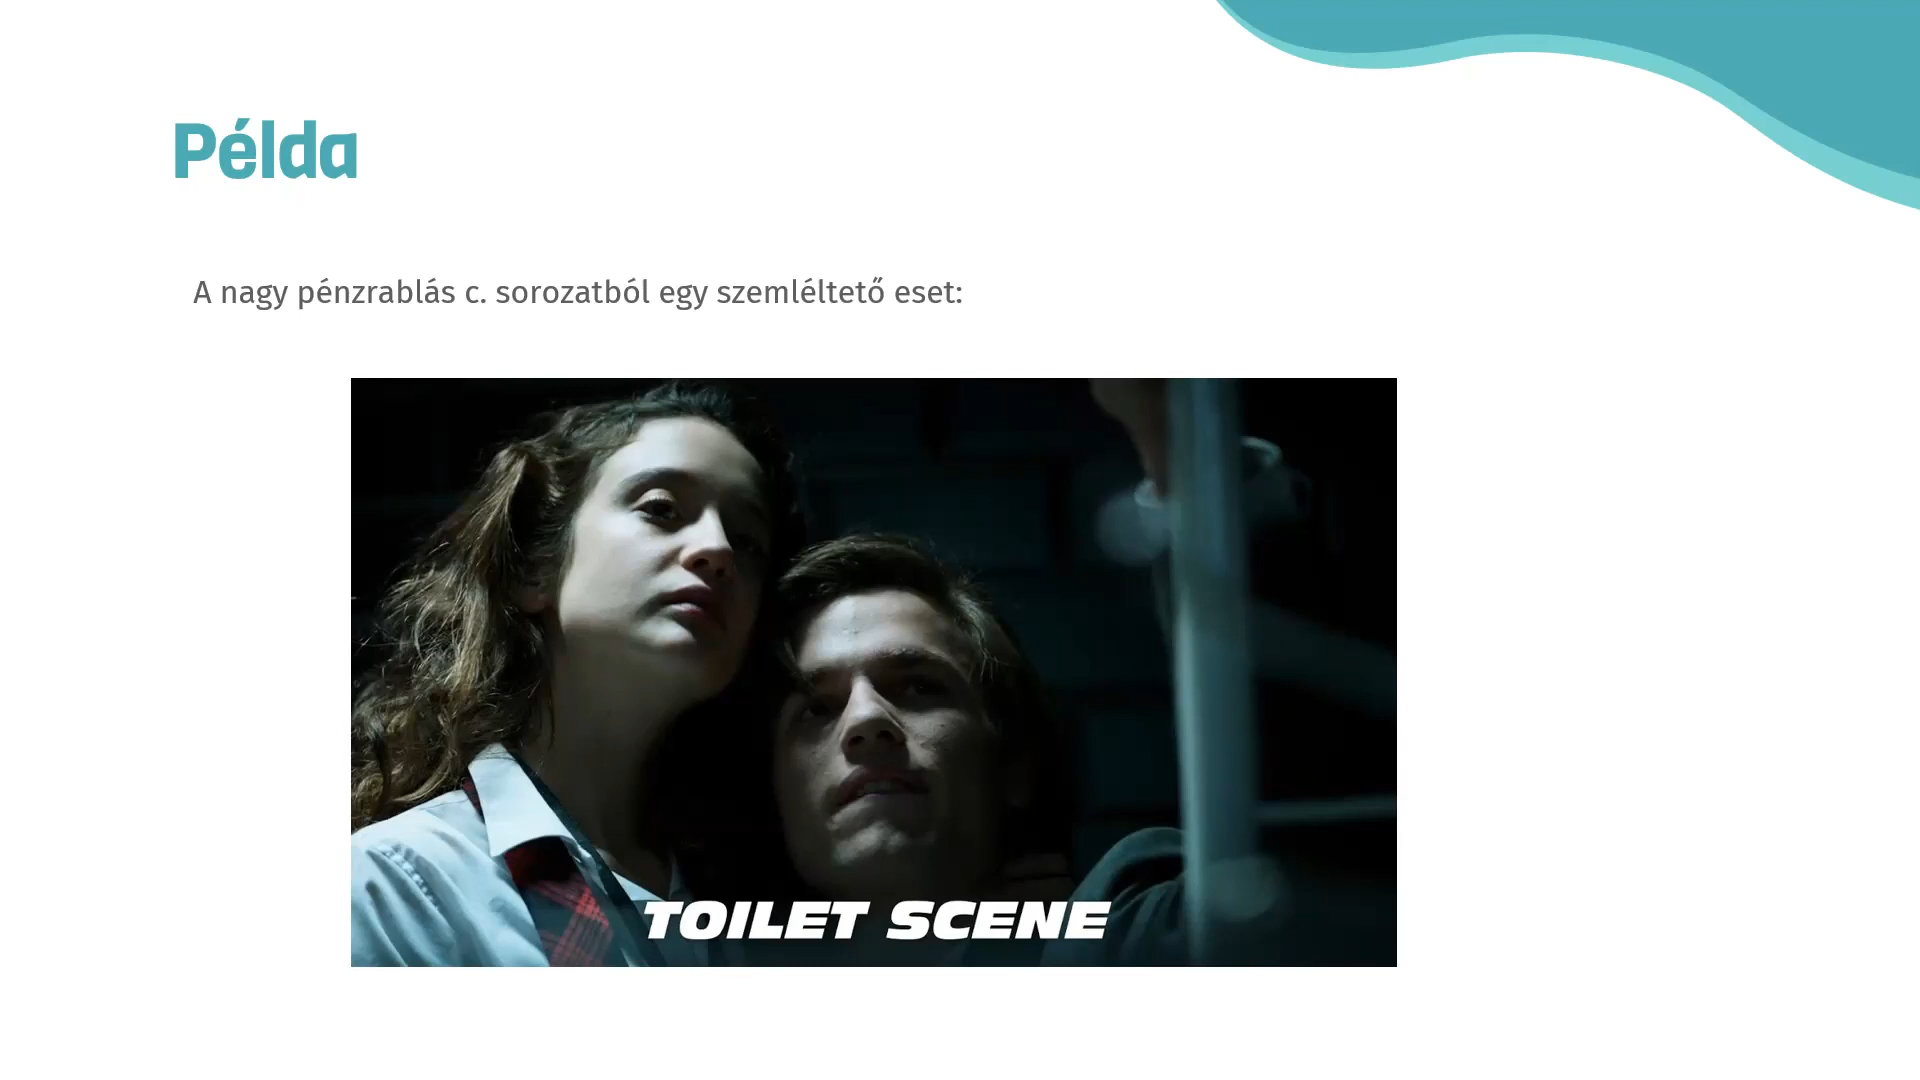 Példa
A nagy pénzrablás c. sorozatból egy szemléltető eset:
TOILET SCENE